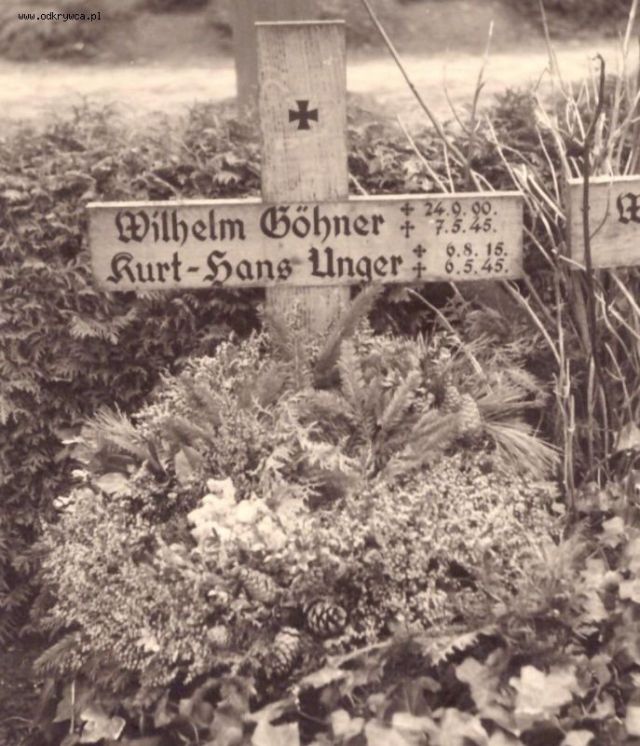 www.odkrywca.pl
Wilhelm Göhner + 24.9.90.
+ 7.5.45.
Kurt-Hans Unger + 6.8.15.
+ 6.5.45.